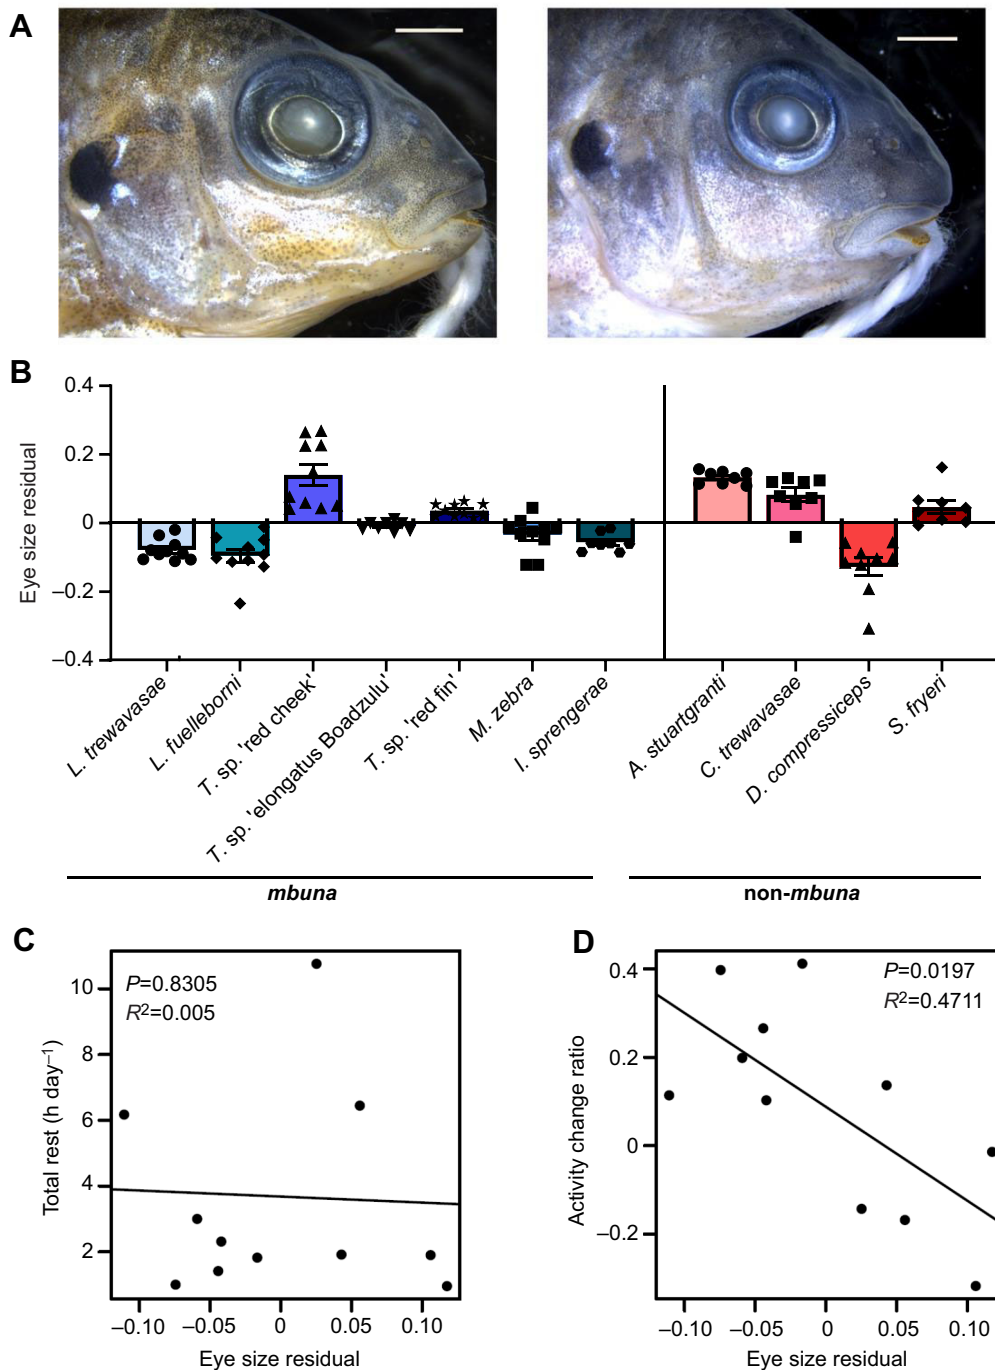 A
B
0.4
0.2
0
−0.2
−0.4
Eye size residual
L. trewavasae
L. fuelleborni
T. sp. 'red cheek'
T. sp. 'elongatus Boadzulu'
T. sp. 'red fin'
M. zebra
I. sprengerae
A. stuartgranti
C. trewavasae
D. compressiceps
S. fryeri
mbuna
non-mbuna
C
P=0.8305
R²=0.005
10
8
6
4
2
Total rest (h day⁻¹)
−0.10 −0.05 0 0.05 0.10
Eye size residual
D
P=0.0197
R²=0.4711
0.4
0.2
0
−0.2
Activity change ratio
−0.10 −0.05 0 0.05 0.10
Eye size residual